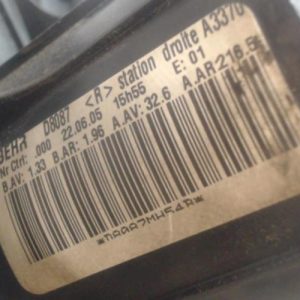 BEHR D8087 <R> station droite A3370
Nr Ctrl: 000 22.06.05 15h55 E: 01
B.AV: 1.33 B.AR: 1.96 A.AV: 32.6 A.AR 216.5